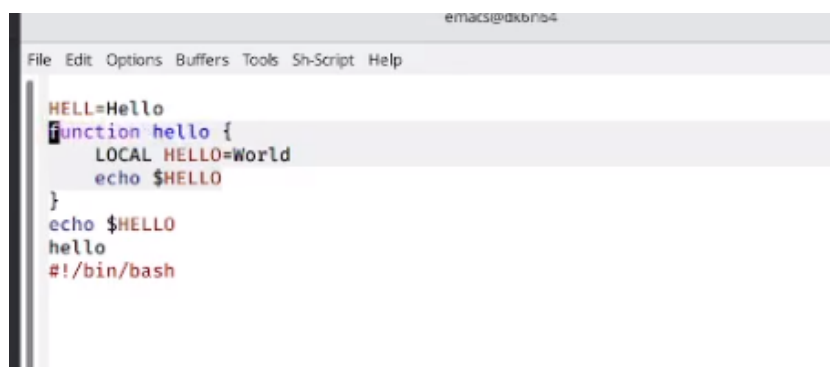 emacs@dk6n64
File Edit Options Buffers Tools Sh-Script Help
HELL=Hello
function hello {
    LOCAL HELLO=World
    echo $HELLO
}
echo $HELLO
hello
#!/bin/bash